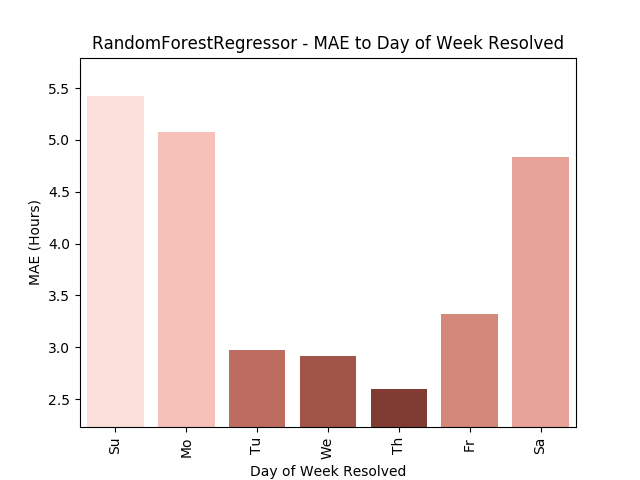 RandomForestRegressor - MAE to Day of Week Resolved
MAE (Hours)
5.5
5.0
4.5
4.0
3.5
3.0
2.5
Su
Mo
Tu
We
Th
Fr
Sa
Day of Week Resolved